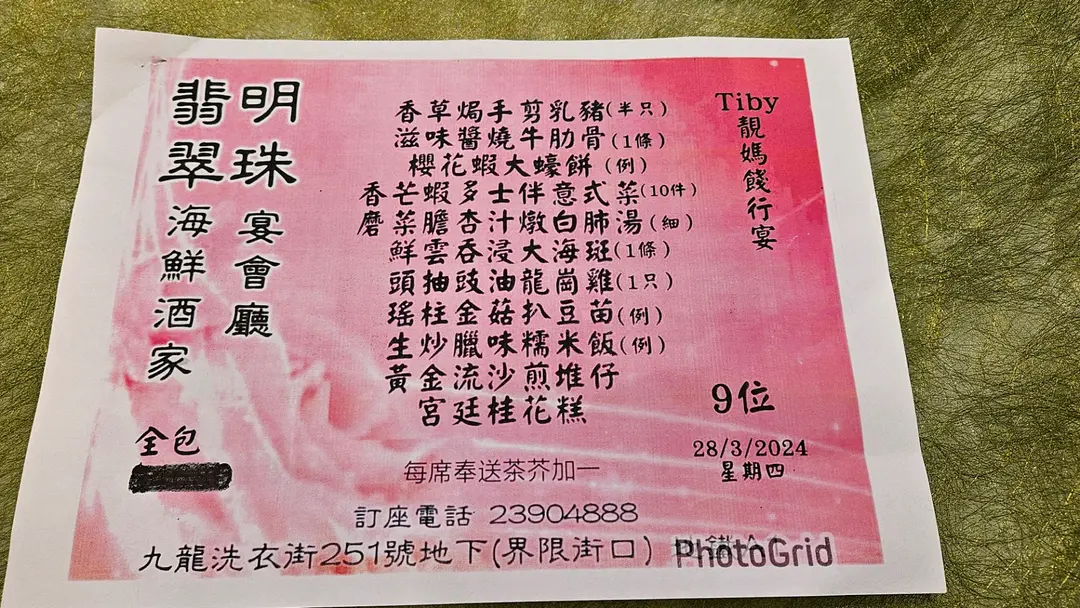 Tiby
靚媽餞行宴
香草焗手剪乳豬(半只)
滋味醬燒牛肋骨(1條)
櫻花蝦大蠔餅(例)
香芒蝦多士伴意式菜(10件)
磨菜膽杏汁燉白肺湯(細)
鮮雲吞浸大海斑(1條)
頭抽豉油龍崗雞(1只)
瑤柱金菇扒豆苗(例)
生炒臘味糯米飯(例)
黃金流沙煎堆仔
宮廷桂花糕
明珠宴會廳
翡翠海鮮酒家
9位
28/3/2024
星期四
全包
每席奉送茶芥加一
訂座電話 23904888
九龍洗衣街251號地下(界限街口)
PhotoGrid